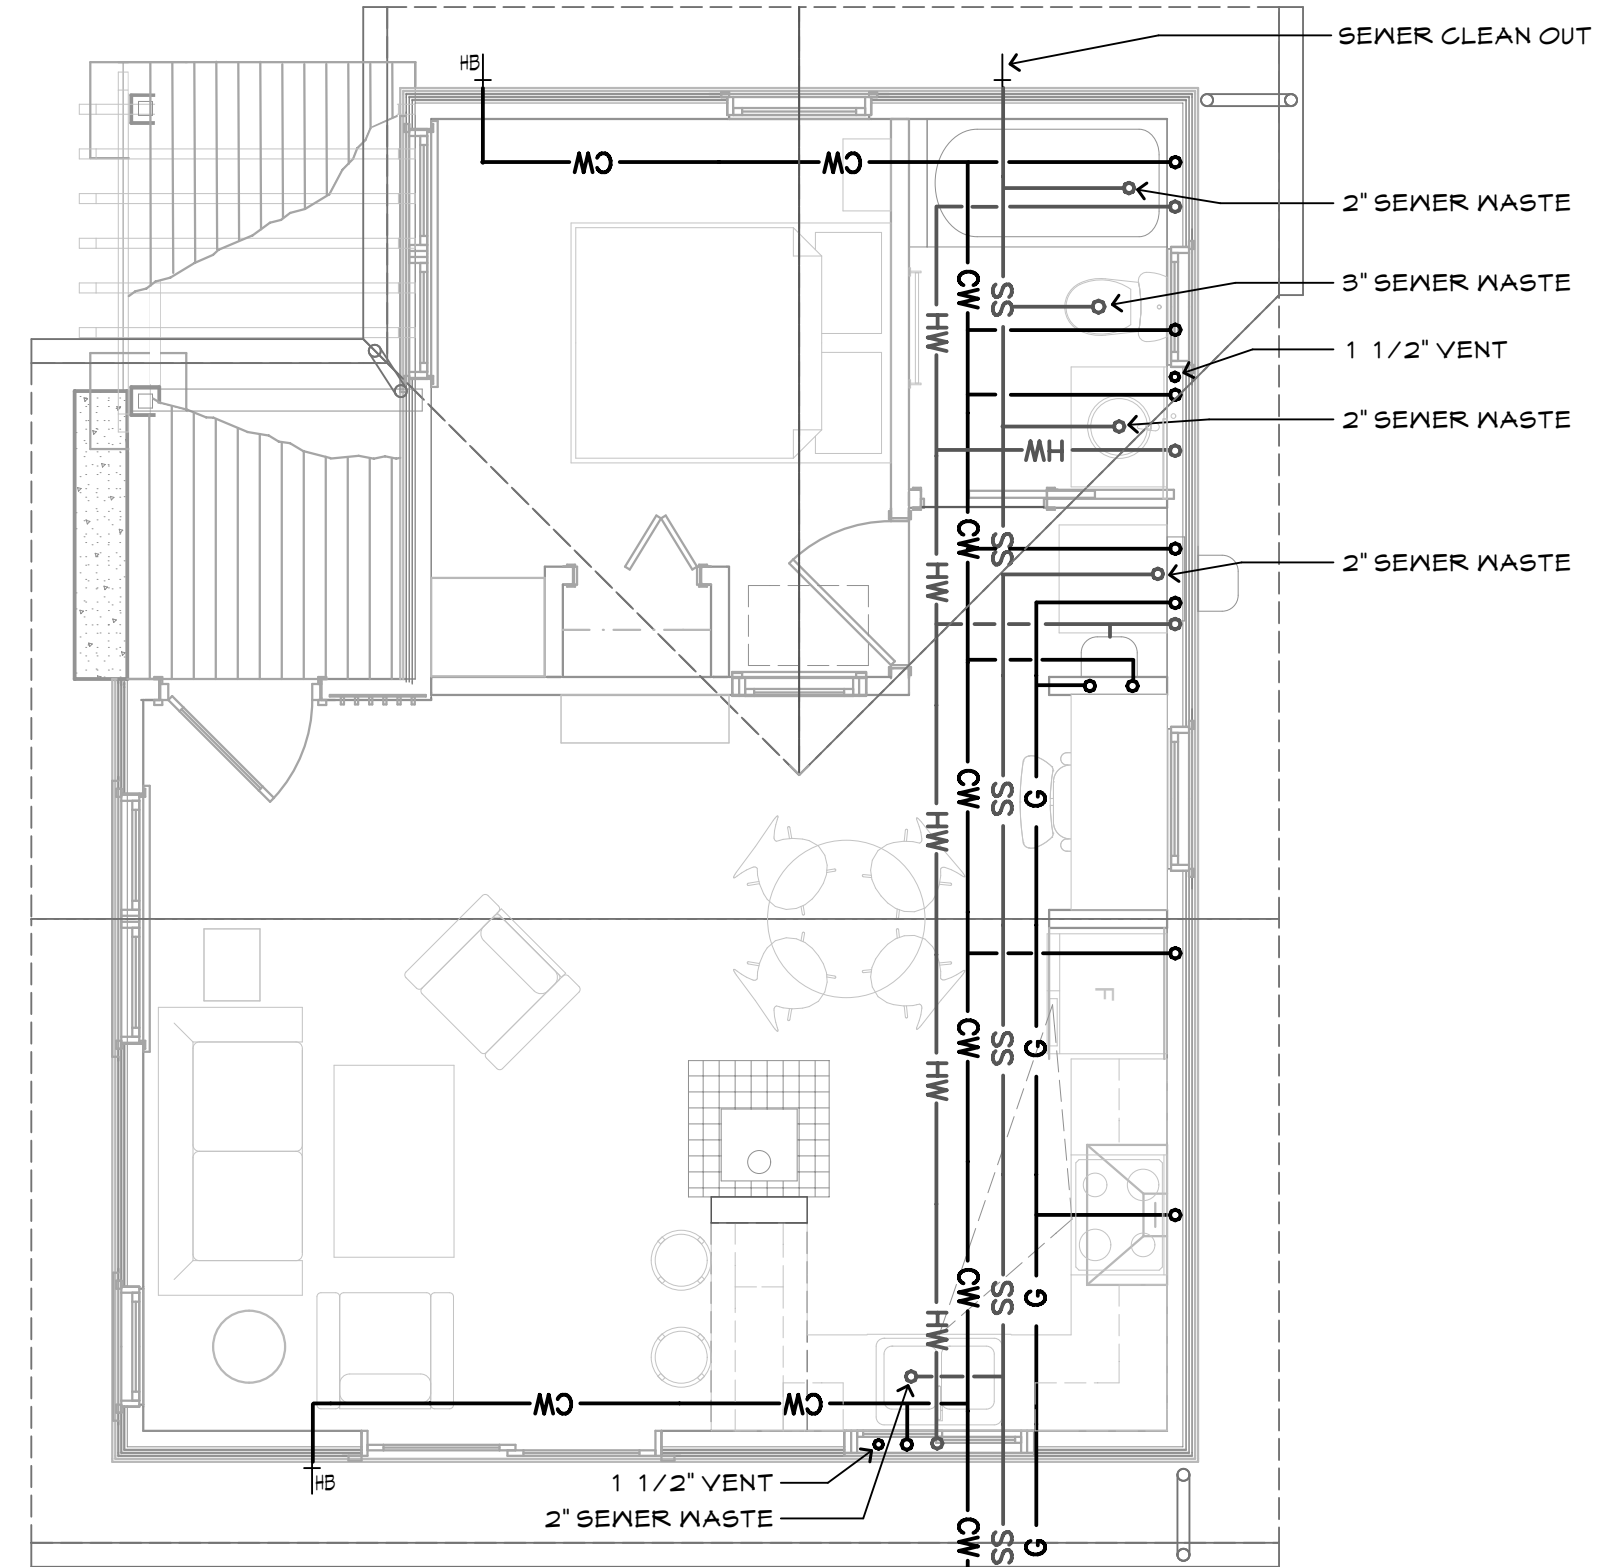 SEWER CLEAN OUT
HB
CW CW
2" SEWER WASTE
3" SEWER WASTE
CW SS
HW
1 1/2" VENT
2" SEWER WASTE
HW
CW SS
2" SEWER WASTE
HW
CW SS G
HW
F
CW SS G
HW
CW SS G
HW
CW CW
HB
1 1/2" VENT
2" SEWER WASTE
CW SS G